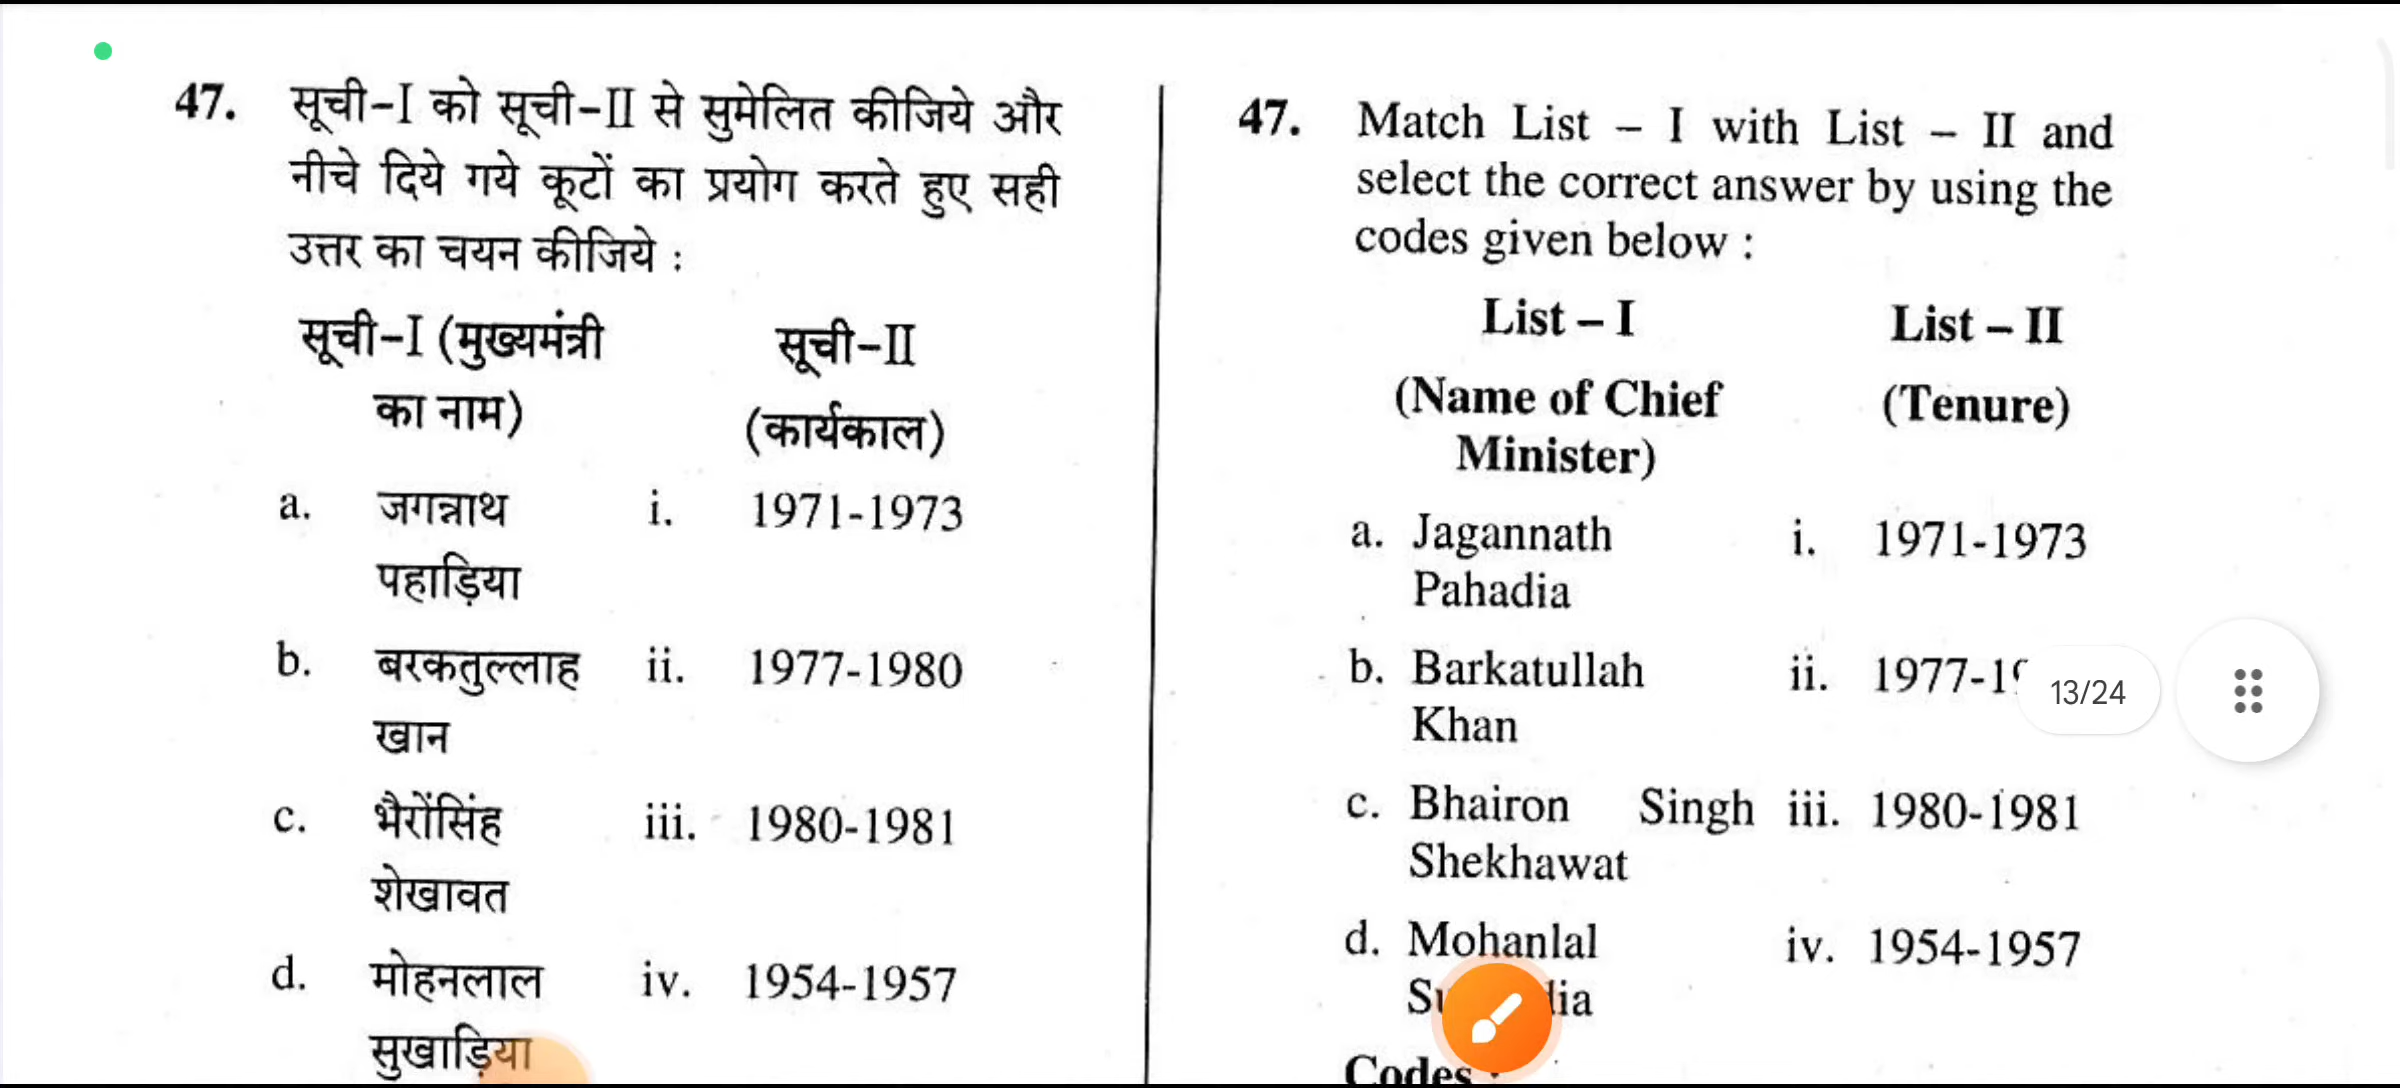 47. सूची-I को सूची-II से सुमेलित कीजिये और
नीचे दिये गये कूटों का प्रयोग करते हुए सही
उत्तर का चयन कीजिये :
सूची-I (मुख्यमंत्री सूची-II
का नाम) (कार्यकाल)
a. जगन्नाथ i. 1971-1973
पहाड़िया
b. बरकतुल्लाह ii. 1977-1980
खान
c. भैरोंसिंह iii. 1980-1981
शेखावत
d. मोहनलाल iv. 1954-1957
सुखाड़िया
47. Match List – I with List – II and
select the correct answer by using the
codes given below :
List – I List – II
(Name of Chief (Tenure)
Minister)
a. Jagannath i. 1971-1973
Pahadia
b. Barkatullah ii. 1977-19
Khan
c. Bhairon Singh iii. 1980-1981
Shekhawat
d. Mohanlal iv. 1954-1957
Codes :
13/24